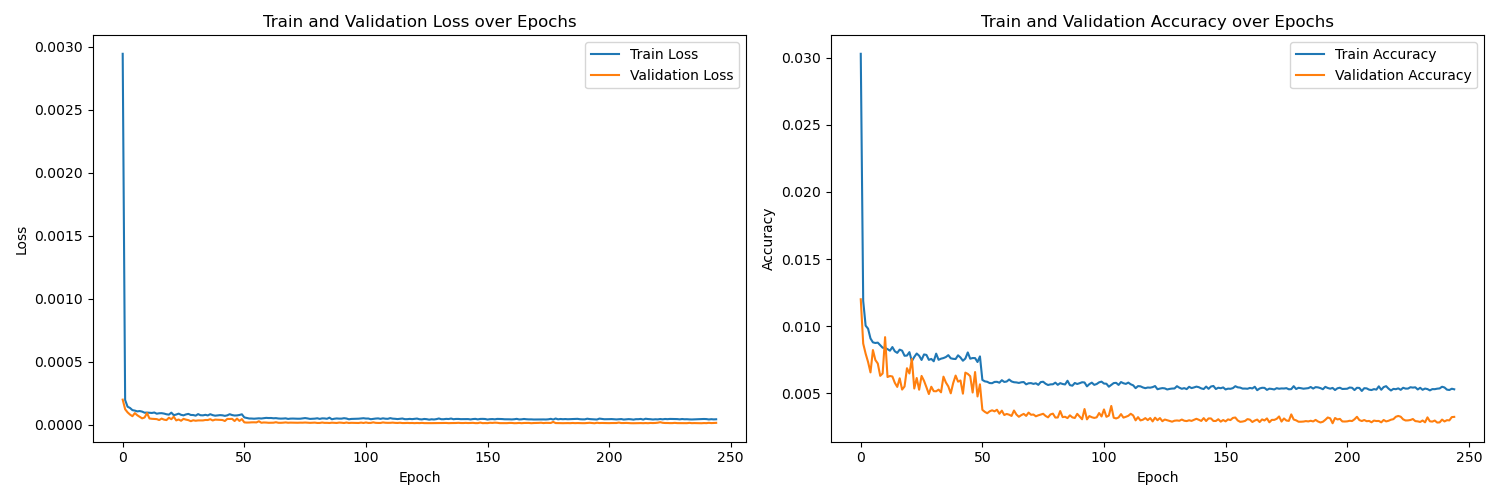 Train and Validation Loss over Epochs
Train Loss
Validation Loss
0.0030
0.0025
0.0020
0.0015
0.0010
0.0005
0.0000
Loss
0
50
100
150
200
250
Epoch
Train and Validation Accuracy over Epochs
Train Accuracy
Validation Accuracy
0.030
0.025
0.020
0.015
0.010
0.005
Accuracy
0
50
100
150
200
250
Epoch